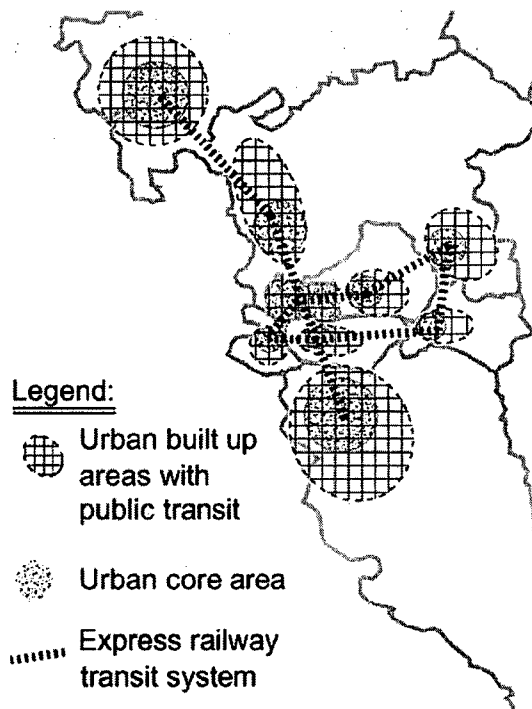 Legend:
Urban built up
areas with
public transit
Urban core area
Express railway
transit system